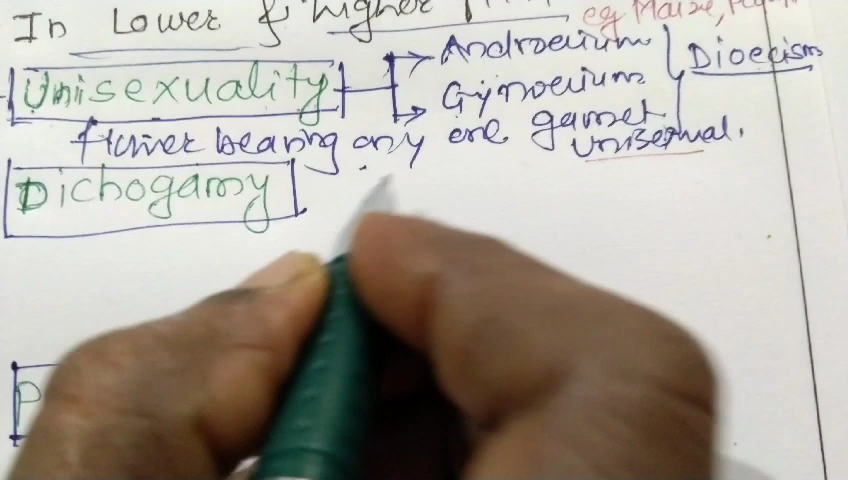 In Lower & higher
eg Maize,
Unisexuality
Androecium
Gynoecium
Dioecism
flower bearing any one gamet
Unisexual.
Dichogamy
P